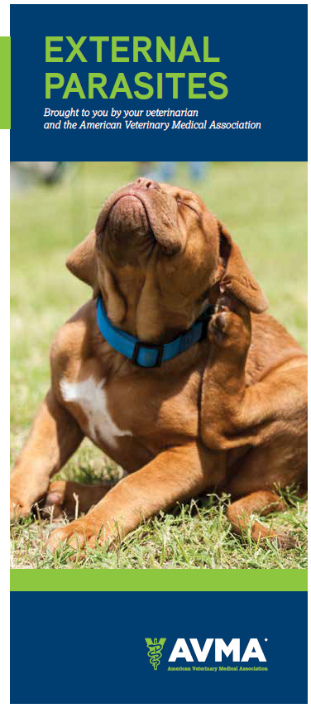 EXTERNAL
PARASITES
Brought to you by your veterinarian
and the American Veterinary Medical Association
AVMA
American Veterinary Medical Association